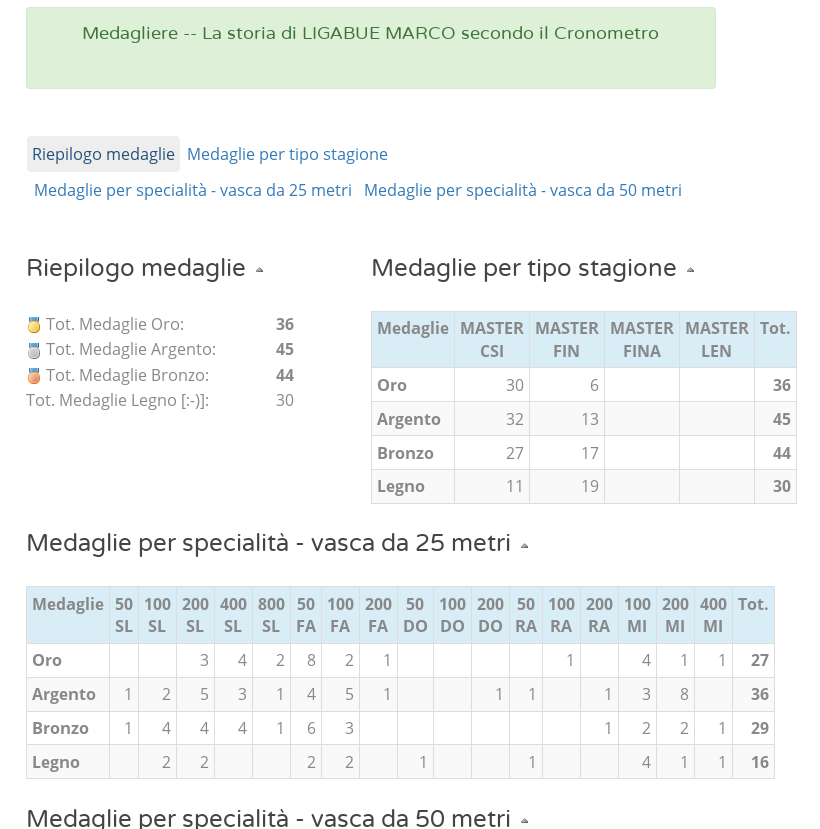 Medagliere -- La storia di LIGABUE MARCO secondo il Cronometro
Riepilogo medaglie Medaglie per tipo stagione
Medaglie per specialità - vasca da 25 metri Medaglie per specialità - vasca da 50 metri
Riepilogo medaglie
Tot. Medaglie Oro: 36
Tot. Medaglie Argento: 45
Tot. Medaglie Bronzo: 44
Tot. Medaglie Legno [:-)]: 30
Medaglie per tipo stagione
Medaglie MASTER CSI MASTER FIN MASTER FINA MASTER LEN Tot.
Oro 30 6 36
Argento 32 13 45
Bronzo 27 17 44
Legno 11 19 30
Medaglie per specialità - vasca da 25 metri
Medaglie 50 SL 100 SL 200 SL 400 SL 800 SL 50 FA 100 FA 200 FA 50 DO 100 DO 200 DO 50 RA 100 RA 200 RA 100 MI 200 MI 400 MI Tot.
Oro 3 4 2 8 2 1 1 4 1 1 27
Argento 1 2 5 3 1 4 5 1 1 1 1 3 8 36
Bronzo 1 4 4 4 1 6 3 1 2 2 1 29
Legno 2 2 2 2 1 1 4 1 1 16
Medaglie per specialità - vasca da 50 metri